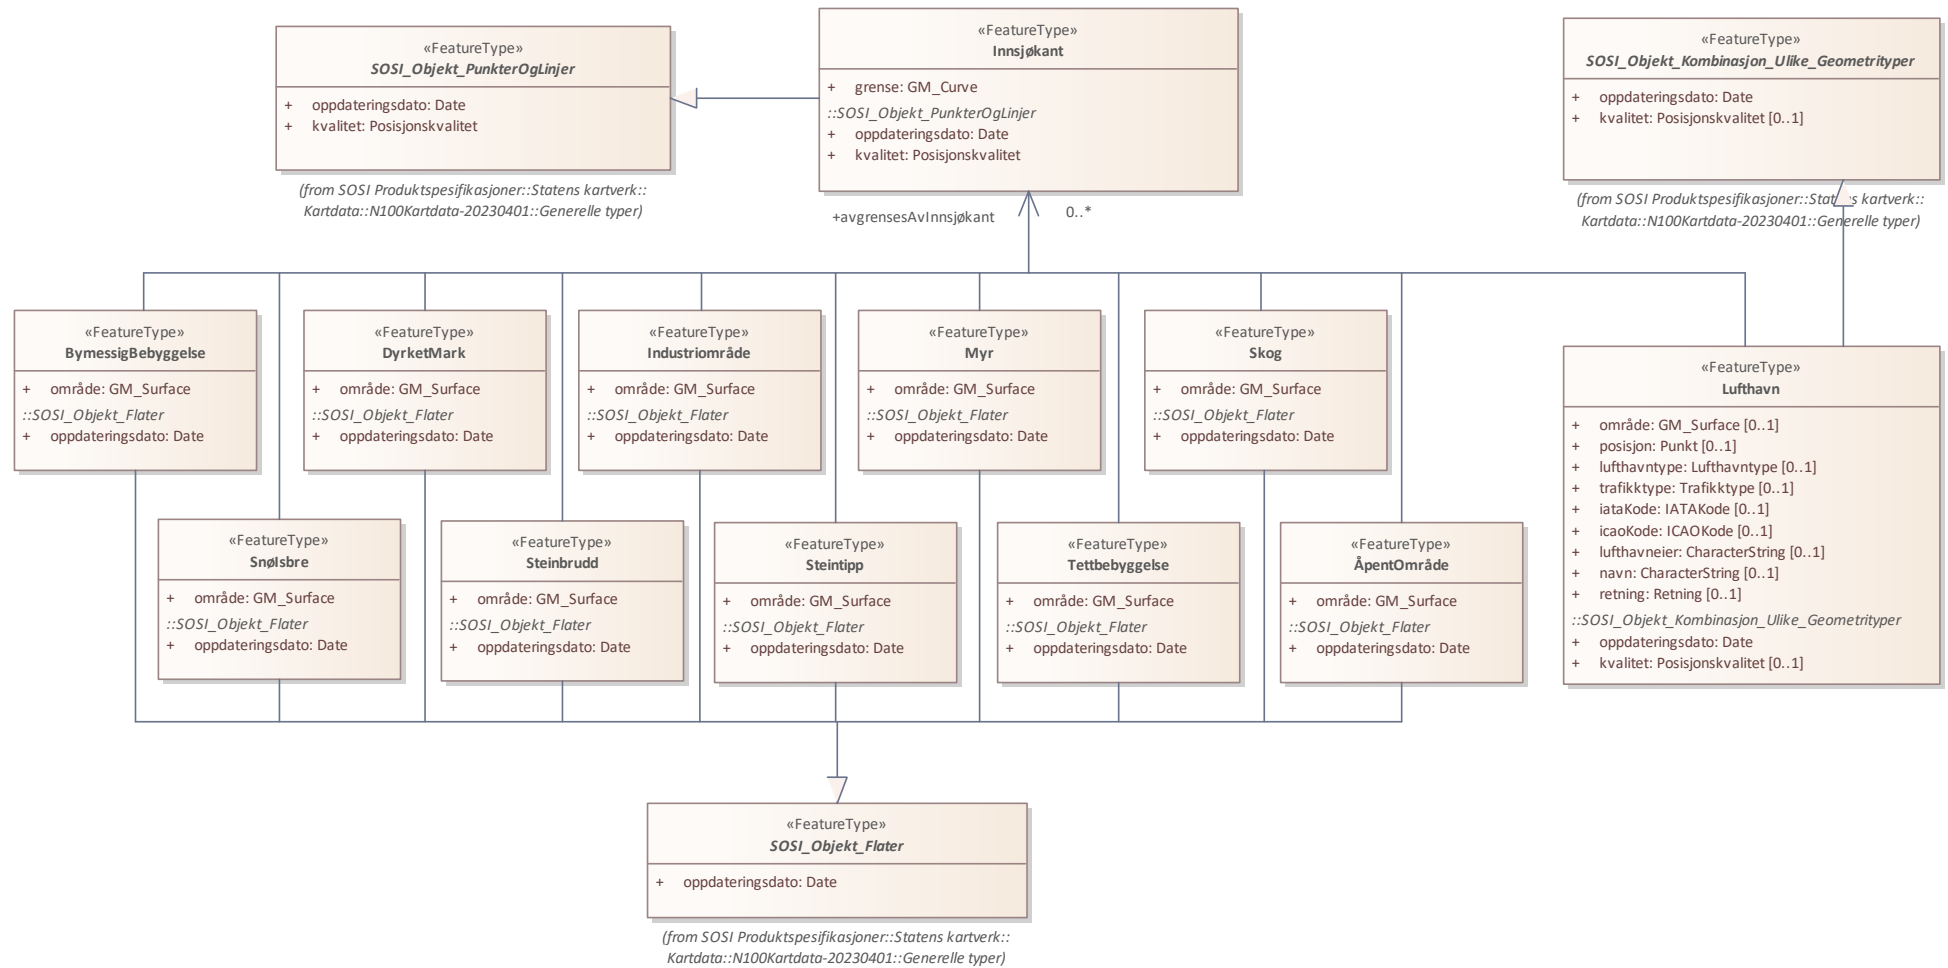 «FeatureType»
SOSI_Objekt_PunkterOgLinjer
+ oppdateringsdato: Date
+ kvalitet: Posisjonskvalitet
(from SOSI Produktspesifikasjoner::Statens kartverk::
Kartdata::N100Kartdata-20230401::Generelle typer)
«FeatureType»
Innsjøkant
+ grense: GM_Curve
::SOSI_Objekt_PunkterOgLinjer
+ oppdateringsdato: Date
+ kvalitet: Posisjonskvalitet
+avgrensesAvInnsjøkant
0..*
«FeatureType»
SOSI_Objekt_Kombinasjon_Ulike_Geometrityper
+ oppdateringsdato: Date
+ kvalitet: Posisjonskvalitet [0..1]
(from SOSI Produktspesifikasjoner::Statens kartverk::
Kartdata::N100Kartdata-20230401::Generelle typer)
«FeatureType»
BymessigBebyggelse
+ område: GM_Surface
::SOSI_Objekt_Flater
+ oppdateringsdato: Date
«FeatureType»
DyrketMark
+ område: GM_Surface
::SOSI_Objekt_Flater
+ oppdateringsdato: Date
«FeatureType»
Industriområde
+ område: GM_Surface
::SOSI_Objekt_Flater
+ oppdateringsdato: Date
«FeatureType»
Myr
+ område: GM_Surface
::SOSI_Objekt_Flater
+ oppdateringsdato: Date
«FeatureType»
Skog
+ område: GM_Surface
::SOSI_Objekt_Flater
+ oppdateringsdato: Date
«FeatureType»
Lufthavn
+ område: GM_Surface [0..1]
+ posisjon: Punkt [0..1]
+ lufthavntype: Lufthavntype [0..1]
+ trafikktype: Trafikktype [0..1]
+ iataKode: IATAKode [0..1]
+ icaoKode: ICAOKode [0..1]
+ lufthavneier: CharacterString [0..1]
+ navn: CharacterString [0..1]
+ retning: Retning [0..1]
::SOSI_Objekt_Kombinasjon_Ulike_Geometrityper
+ oppdateringsdato: Date
+ kvalitet: Posisjonskvalitet [0..1]
«FeatureType»
SnøIsbre
+ område: GM_Surface
::SOSI_Objekt_Flater
+ oppdateringsdato: Date
«FeatureType»
Steinbrudd
+ område: GM_Surface
::SOSI_Objekt_Flater
+ oppdateringsdato: Date
«FeatureType»
Steintipp
+ område: GM_Surface
::SOSI_Objekt_Flater
+ oppdateringsdato: Date
«FeatureType»
Tettbebyggelse
+ område: GM_Surface
::SOSI_Objekt_Flater
+ oppdateringsdato: Date
«FeatureType»
ÅpentOmråde
+ område: GM_Surface
::SOSI_Objekt_Flater
+ oppdateringsdato: Date
«FeatureType»
SOSI_Objekt_Flater
+ oppdateringsdato: Date
(from SOSI Produktspesifikasjoner::Statens kartverk::
Kartdata::N100Kartdata-20230401::Generelle typer)